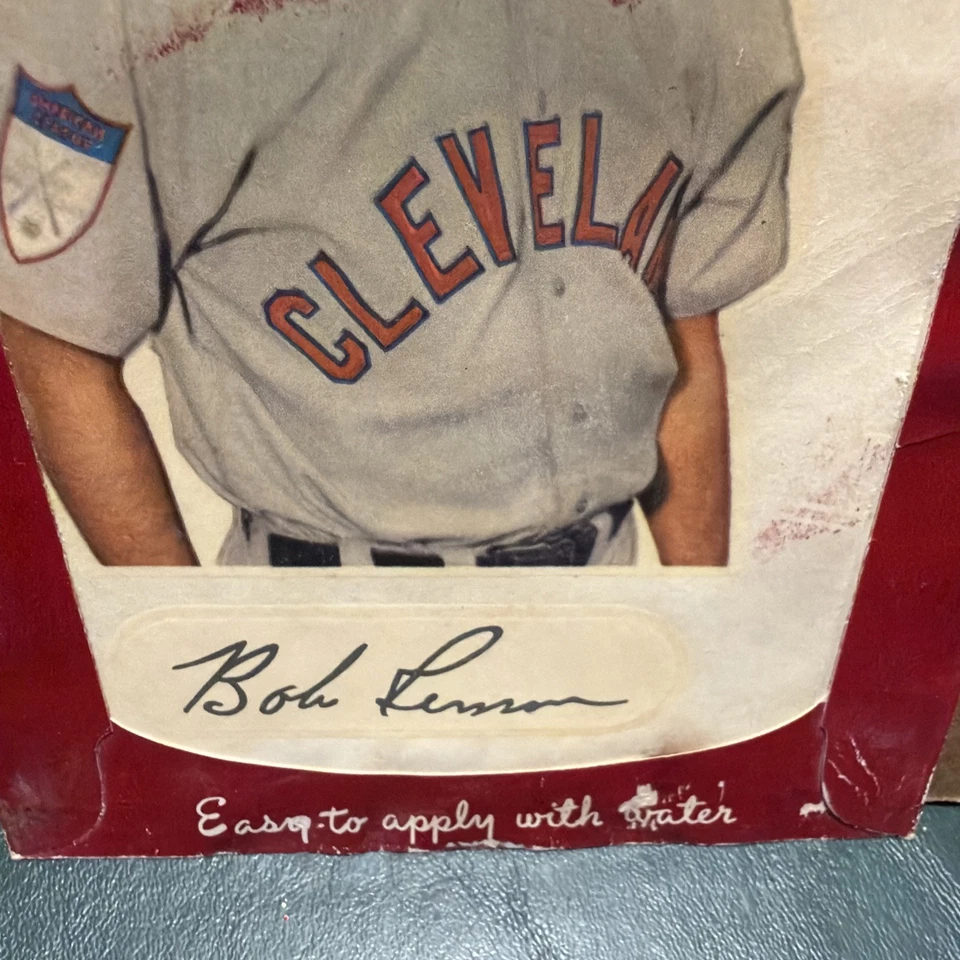 AMERICAN
LEAGUE
CLEVELA
Bob Lemon
Easy to apply with water